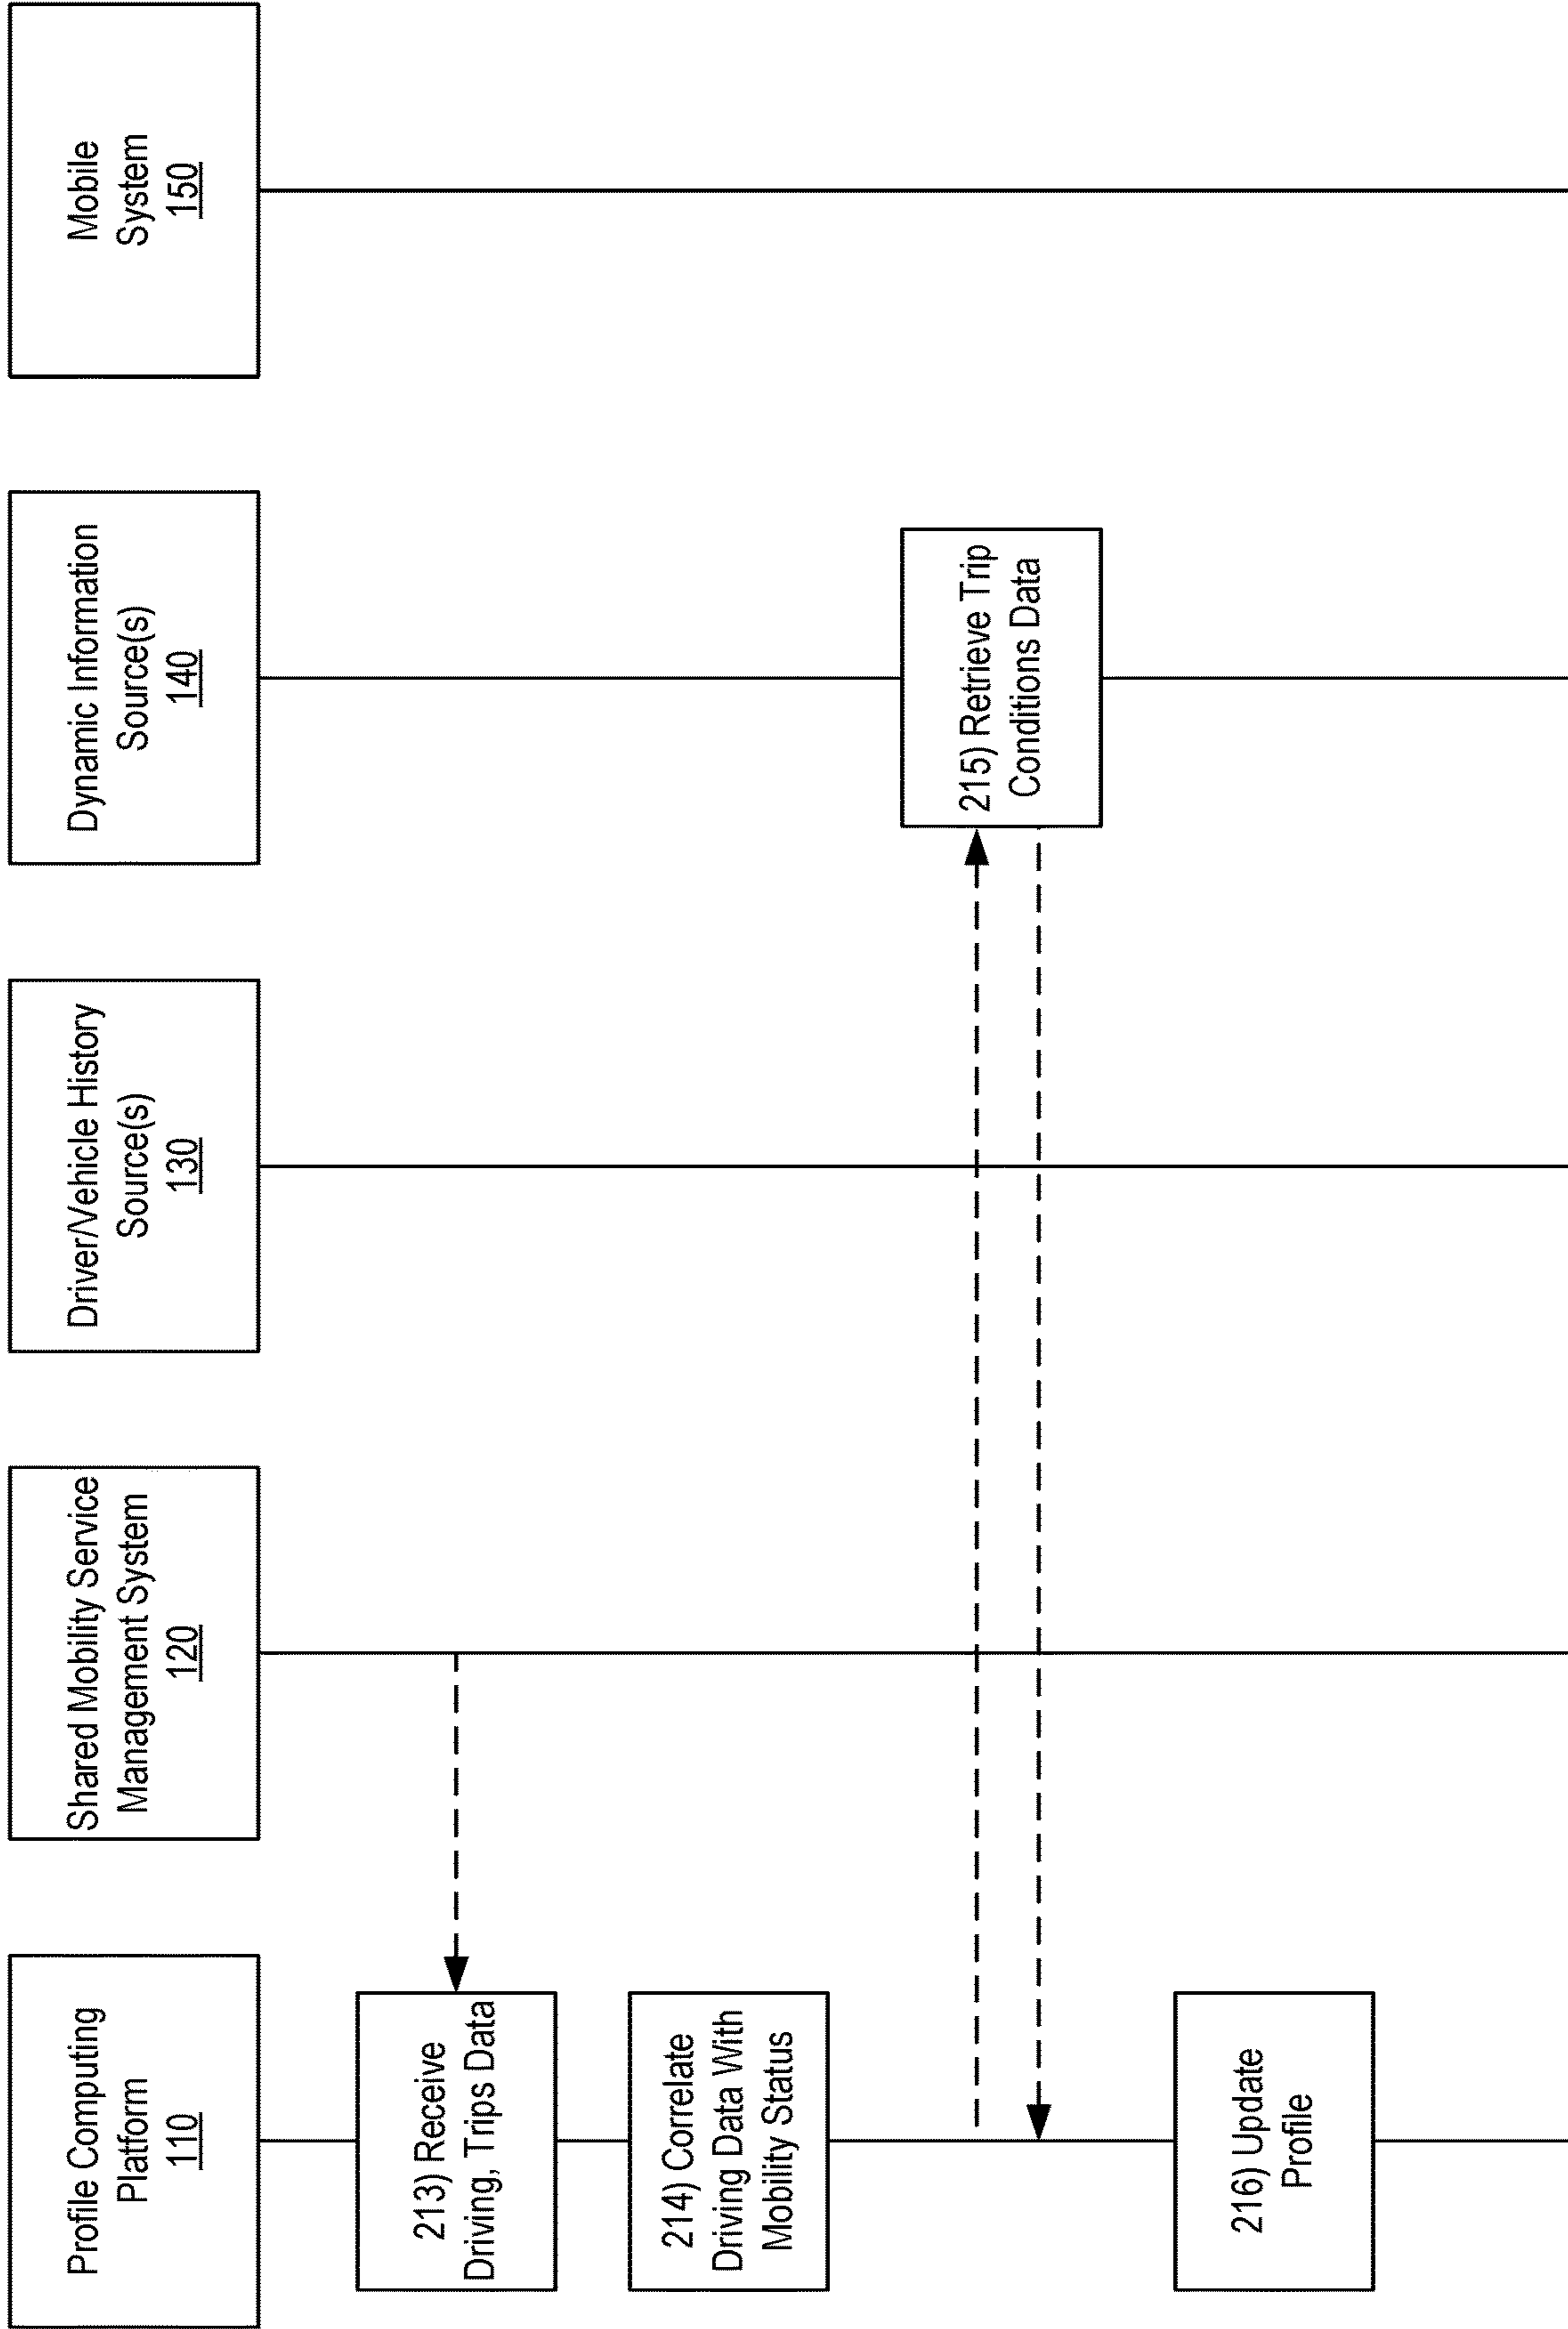 Profile Computing
Platform
110
Shared Mobility Service
Management System
120
Driver/Vehicle History
Source(s)
130
Dynamic Information
Source(s)
140
Mobile
System
150
213) Receive
Driving, Trips Data
214) Correlate
Driving Data With
Mobility Status
215) Retrieve Trip
Conditions Data
216) Update
Profile